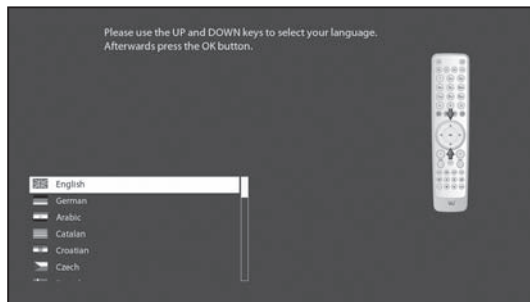 Please use the UP and DOWN keys to select your language.
Afterwards press the OK button.
English
German
Arabic
Catalan
Croatian
Czech